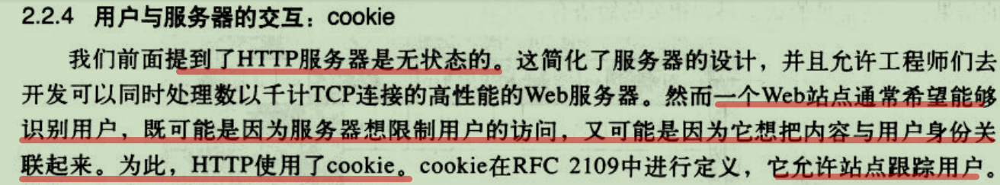 2.2.4 用户与服务器的交互：cookie
我们前面提到了HTTP服务器是无状态的。这简化了服务器的设计，并且允许工程师们去
开发可以同时处理数以千计TCP连接的高性能的Web服务器。然而一个Web站点通常希望能够
识别用户，既可能是因为服务器想限制用户的访问，又可能是因为它想把内容与用户身份关
联起来。为此，HTTP使用了cookie。cookie在RFC 2109中进行定义，它允许站点跟踪用户。